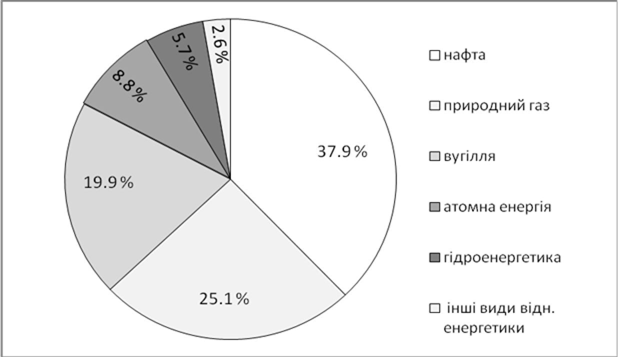 2.6%
5.7%
8.8%
19.9%
37.9%
25.1%
нафта
природний газ
вугілля
атомна енергія
гідроенергетика
інші види відн.
енергетики